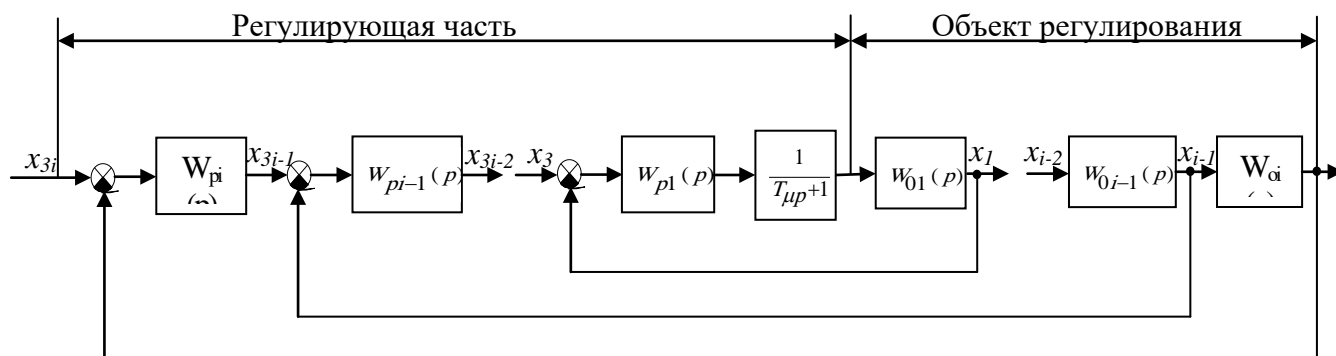 Регулирующая часть
Объект регулирования
x3i
Wpi
x3i-1
Wpi−1(p)
x3i-2
x3
Wp1(p)
1
Tμp+1
W01(p)
x1
xi-2
W0i−1(p)
xi-1
Woi